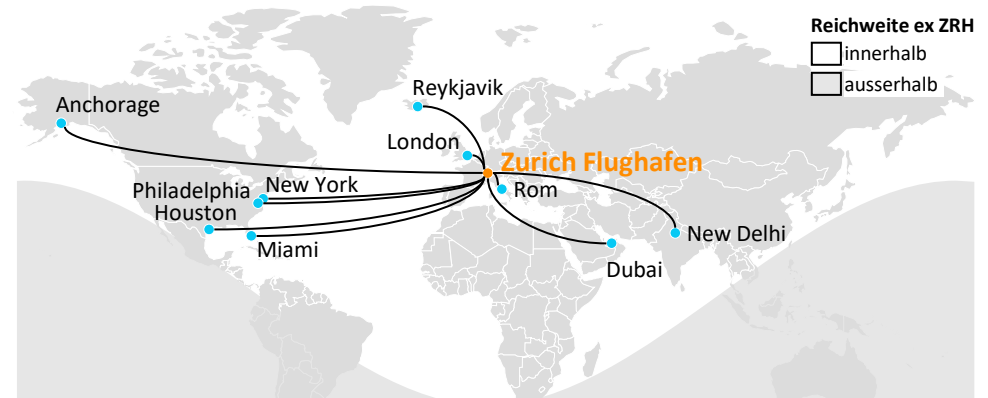 Reichweite ex ZRH
innerhalb
ausserhalb
Reykjavik
Anchorage
London
Zurich Flughafen
Philadelphia
New York
Rom
Houston
New Delhi
Miami
Dubai